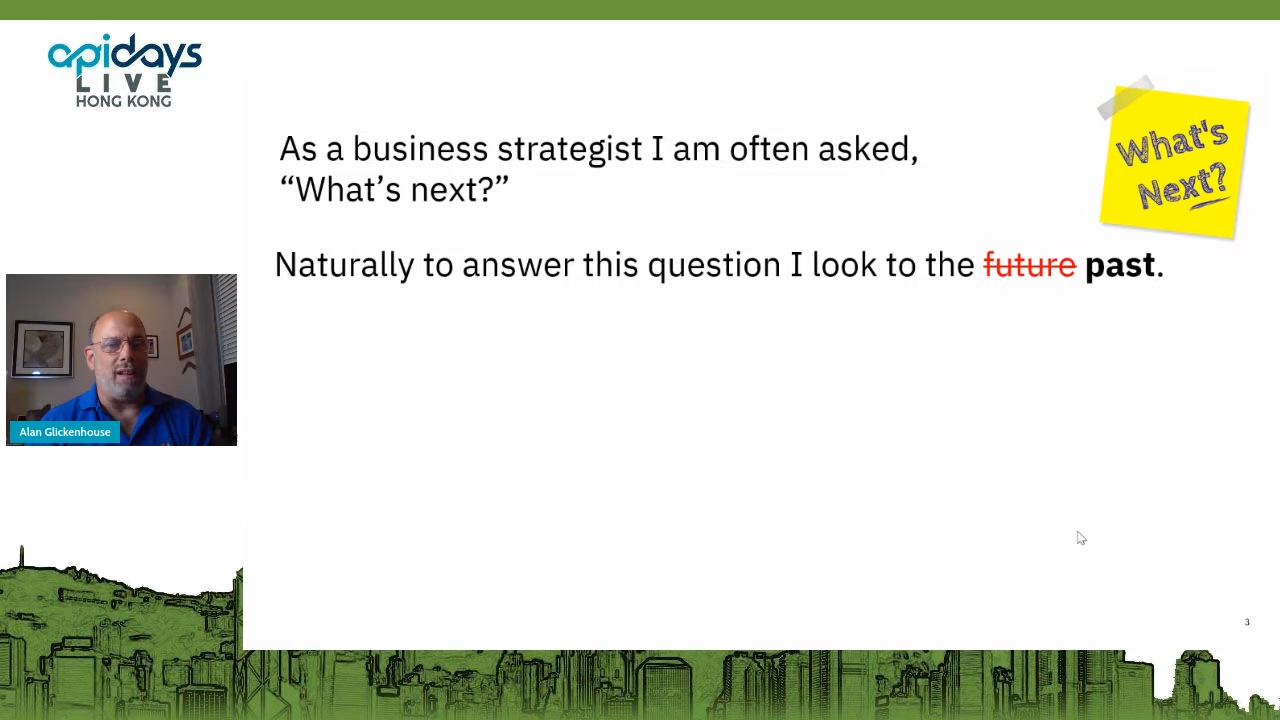 apidays
LIVE
HONG KONG
As a business strategist I am often asked,
“What’s next?”
What's
Next?
Naturally to answer this question I look to the future past.
Alan Glickenhouse
3